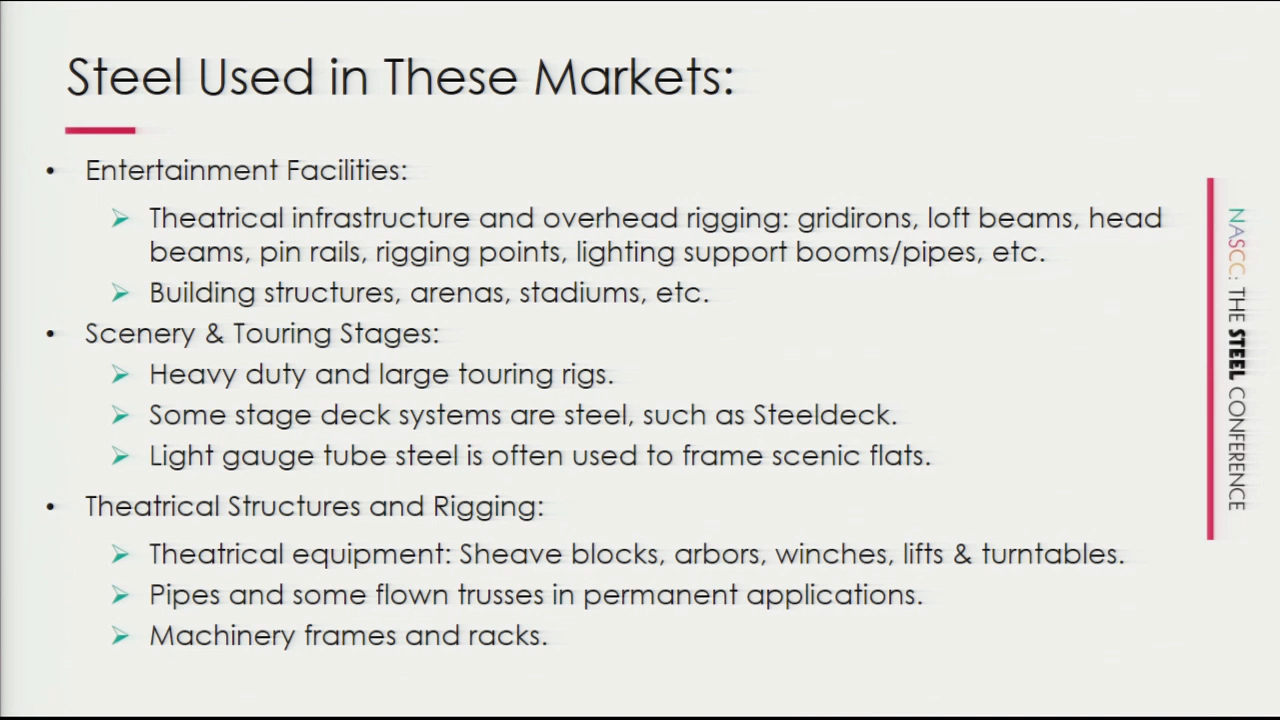 Steel Used in These Markets:
• Entertainment Facilities:
➢ Theatrical infrastructure and overhead rigging: gridirons, loft beams, head
beams, pin rails, rigging points, lighting support booms/pipes, etc.
➢ Building structures, arenas, stadiums, etc.
• Scenery & Touring Stages:
➢ Heavy duty and large touring rigs.
➢ Some stage deck systems are steel, such as Steeldeck.
➢ Light gauge tube steel is often used to frame scenic flats.
• Theatrical Structures and Rigging:
➢ Theatrical equipment: Sheave blocks, arbors, winches, lifts & turntables.
➢ Pipes and some flown trusses in permanent applications.
➢ Machinery frames and racks.
NASCC: THE STEEL CONFERENCE